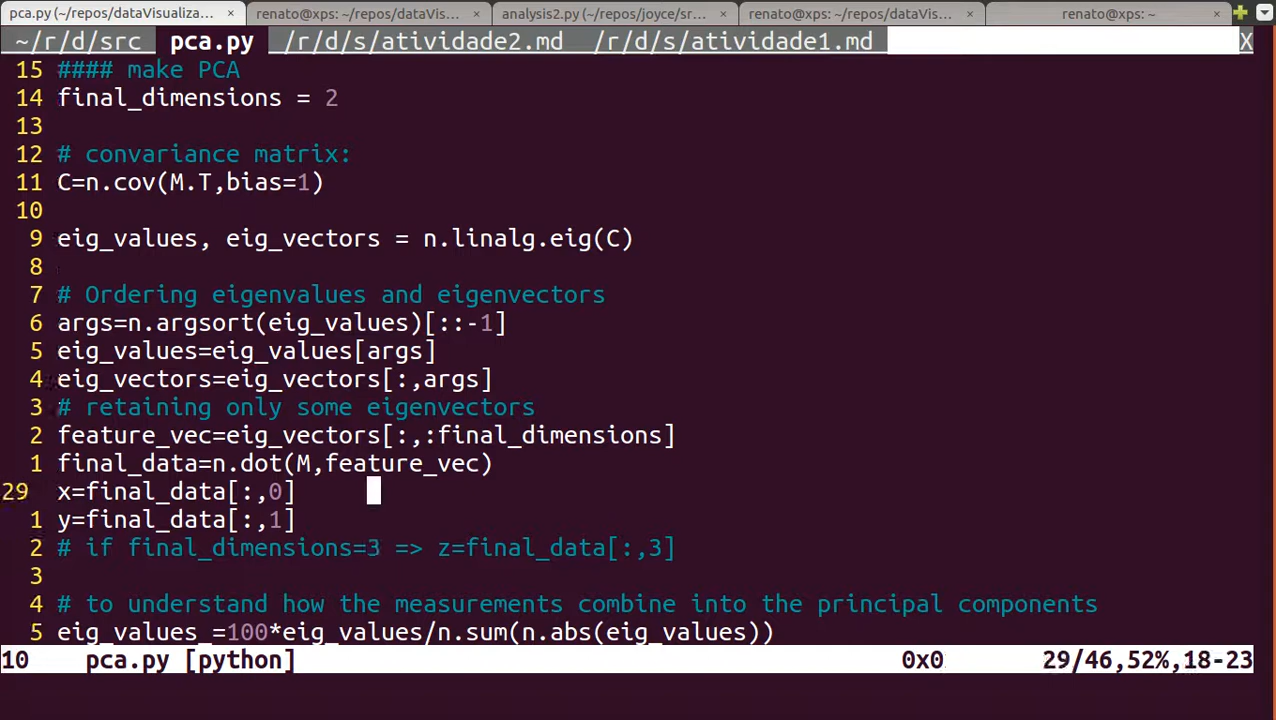 pca.py (~/repos/dataVisualiza... × renato@xps: ~/repos/dataVis... × analysis2.py (~/repos/joyce/sr... × renato@xps: ~/repos/dataVis... × renato@xps: ~ ×
~/r/d/src pca.py /r/d/s/atividade2.md /r/d/s/atividade1.md X
15 #### make PCA
14 final_dimensions = 2
13
12 # convariance matrix:
11 C=n.cov(M.T,bias=1)
10
9 eig_values, eig_vectors = n.linalg.eig(C)
8
7 # Ordering eigenvalues and eigenvectors
6 args=n.argsort(eig_values)[::-1]
5 eig_values=eig_values[args]
4 eig_vectors=eig_vectors[:,args]
3 # retaining only some eigenvectors
2 feature_vec=eig_vectors[:,:final_dimensions]
1 final_data=n.dot(M,feature_vec)
29 x=final_data[:,0]
1 y=final_data[:,1]
2 # if final_dimensions=3 => z=final_data[:,3]
3
4 # to understand how the measurements combine into the principal components
5 eig_values_=100*eig_values/n.sum(n.abs(eig_values))
10 pca.py [python] 0x0 29/46,52%,18-23